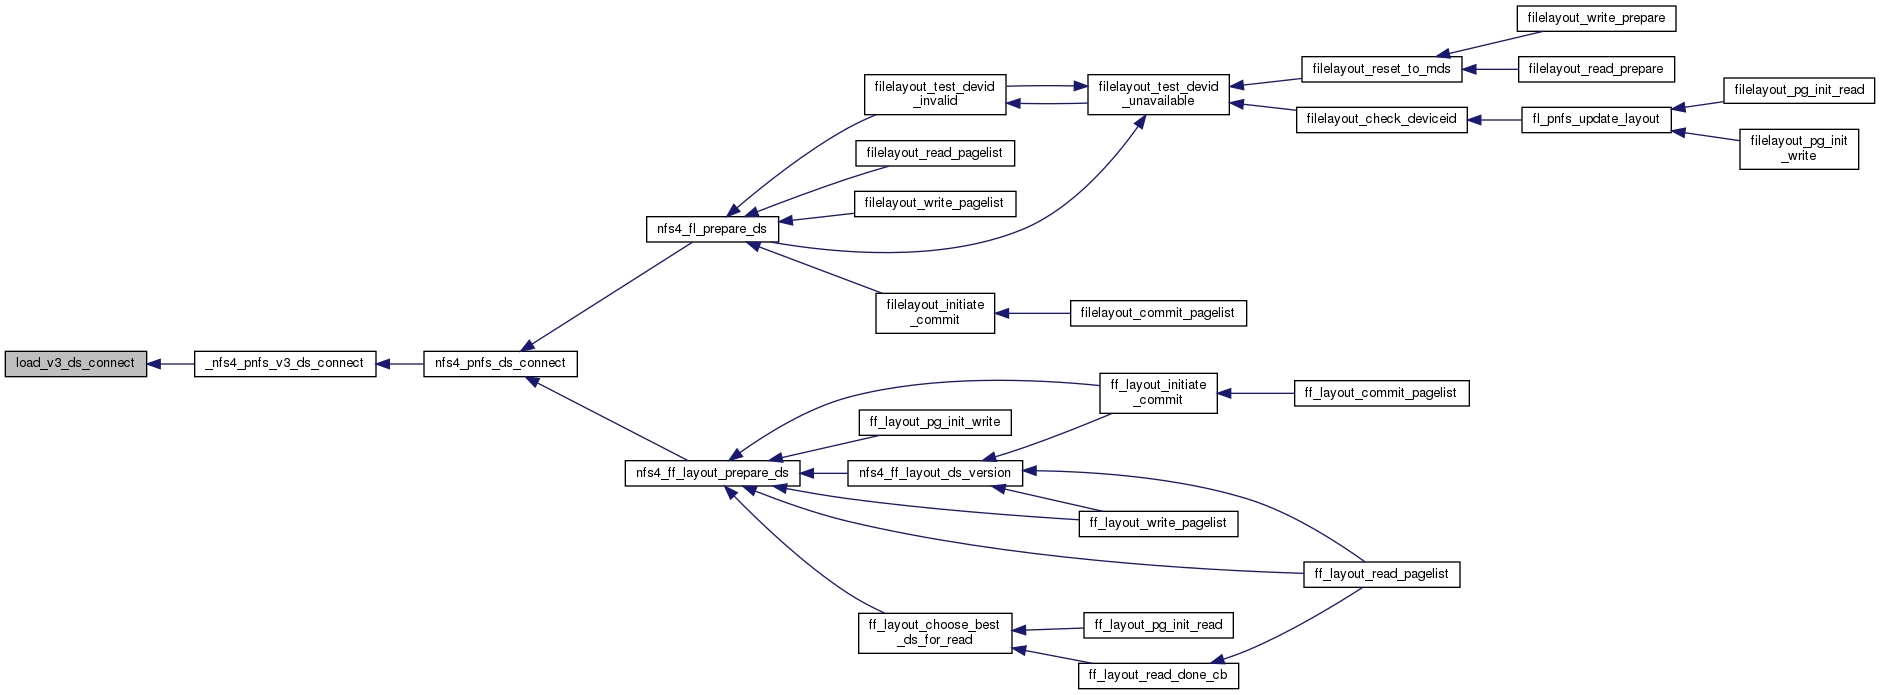 filelayout_write_prepare
filelayout_reset_to_mds
filelayout_read_prepare
filelayout_test_devid
_invalid
filelayout_test_devid
_unavailable
filelayout_pg_init_read
filelayout_check_deviceid
fl_pnfs_update_layout
filelayout_pg_init
_write
filelayout_read_pagelist
filelayout_write_pagelist
nfs4_fl_prepare_ds
filelayout_initiate
_commit
filelayout_commit_pagelist
load_v3_ds_connect
_nfs4_pnfs_v3_ds_connect
nfs4_pnfs_ds_connect
ff_layout_initiate
_commit
ff_layout_commit_pagelist
ff_layout_pg_init_write
nfs4_ff_layout_prepare_ds
nfs4_ff_layout_ds_version
ff_layout_write_pagelist
ff_layout_read_pagelist
ff_layout_choose_best
_ds_for_read
ff_layout_pg_init_read
ff_layout_read_done_cb